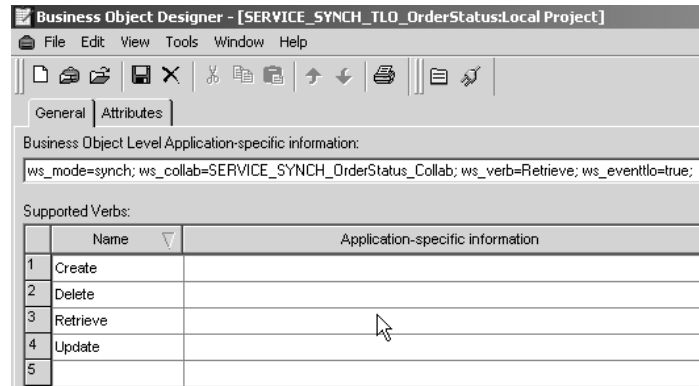 Business Object Designer - [SERVICE_SYNCH_TLO_OrderStatus:Local Project]
File Edit View Tools Window Help
General Attributes
Business Object Level Application-specific information:
ws_mode=synch; ws_collab=SERVICE_SYNCH_OrderStatus_Collab; ws_verb=Retrieve; ws_eventtlo=true;
Supported Verbs:
Name Application-specific information
1 Create
2 Delete
3 Retrieve
4 Update
5